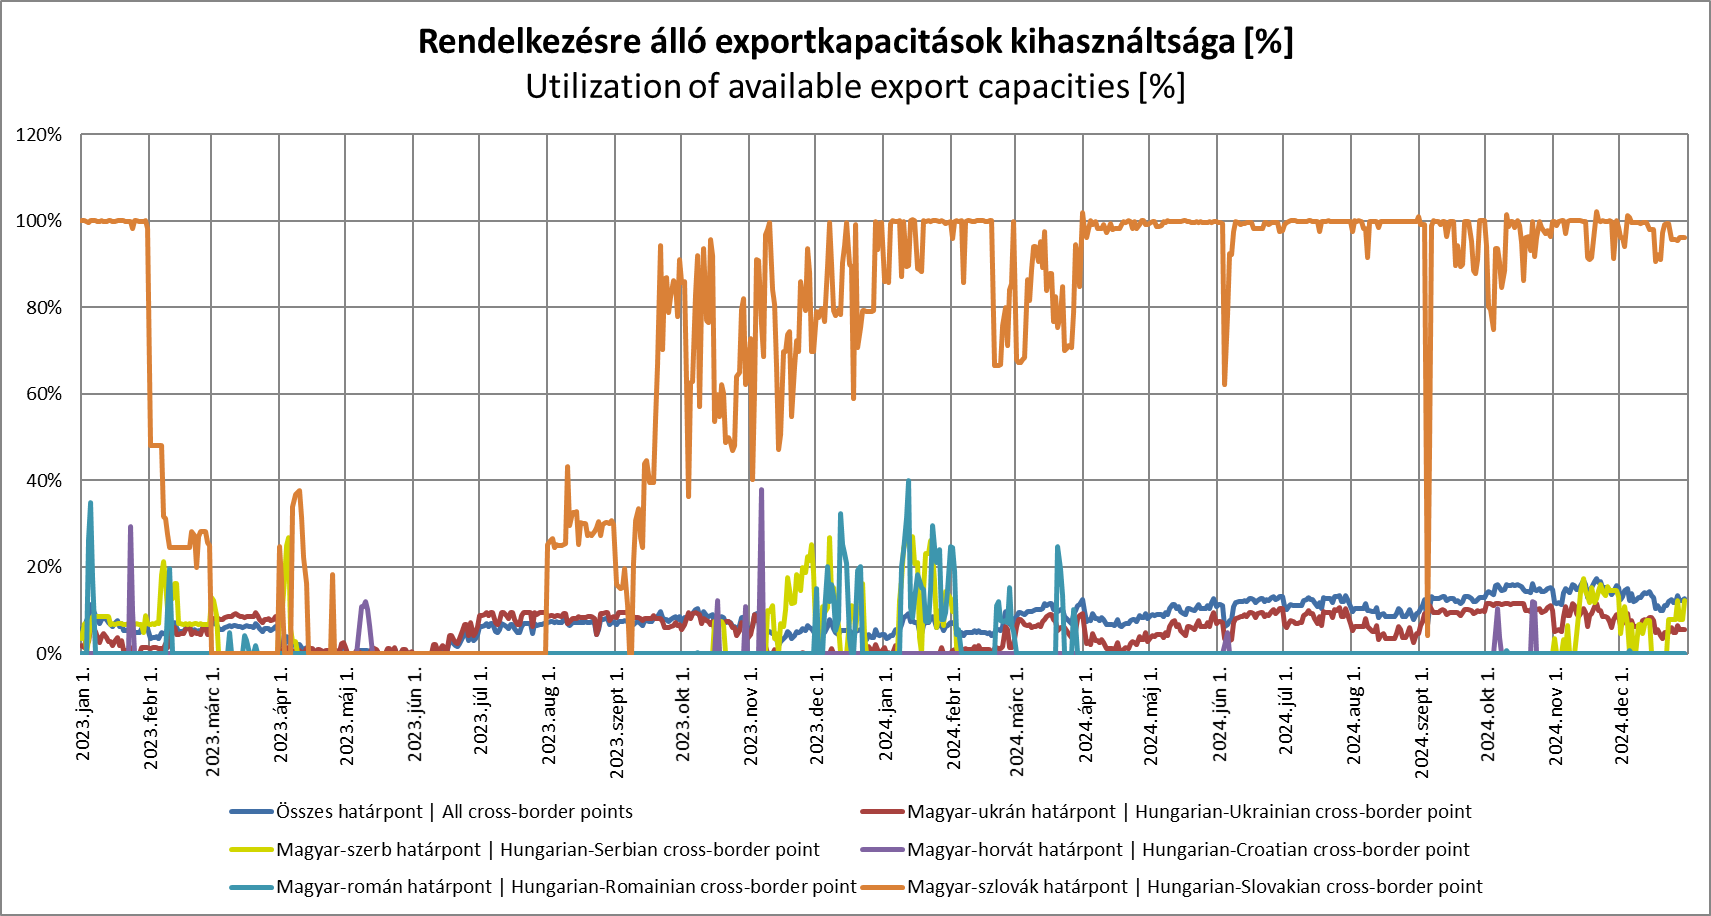 Rendelkezésre álló exportkapacitások kihasználtsága [%]
Utilization of available export capacities [%]
120%
100%
80%
60%
40%
20%
0%
2023.jan 1.
2023.febr 1.
2023.márc 1.
2023.ápr 1.
2023.máj 1.
2023.jún 1.
2023.júl 1.
2023.aug 1.
2023.szept 1.
2023.okt 1.
2023.nov 1.
2023.dec 1.
2024.jan 1.
2024.febr 1.
2024.márc 1.
2024.ápr 1.
2024.máj 1.
2024.jún 1.
2024.júl 1.
2024.aug 1.
2024.szept 1.
2024.okt 1.
2024.nov 1.
2024.dec 1.
Összes határpont | All cross-border points
Magyar-ukrán határpont | Hungarian-Ukrainian cross-border point
Magyar-szerb határpont | Hungarian-Serbian cross-border point
Magyar-horvát határpont | Hungarian-Croatian cross-border point
Magyar-román határpont | Hungarian-Romainian cross-border point
Magyar-szlovák határpont | Hungarian-Slovakian cross-border point